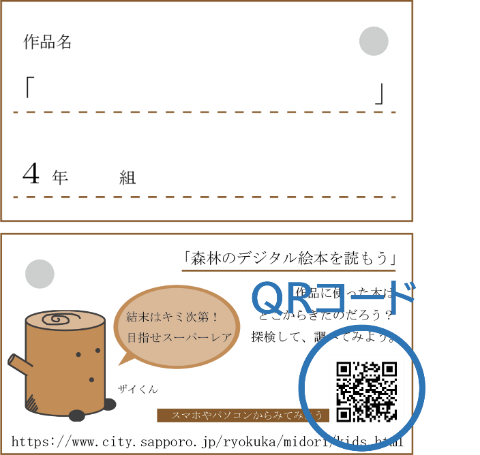 作品名
「 」
4年 組
「森林のデジタル絵本を読もう」
QRコード
作品に使った木は
どこからきたのだろう？
探検して、調べてみよう。
結末はキミ次第！
目指せスーパーレア
ザイくん
スマホやパソコンからみてみよう
https://www.city.sapporo.jp/ryokuka/midori/kids.html